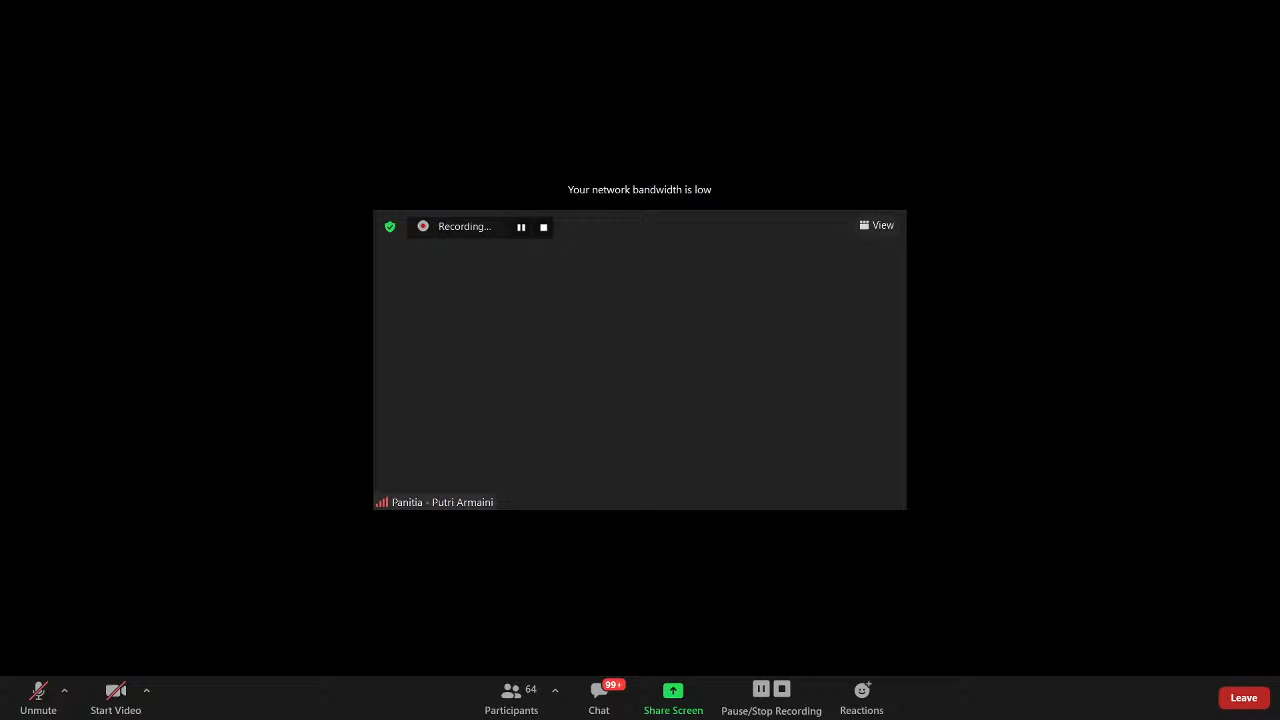 Your network bandwidth is low
Recording...
View
Panitia - Putri Armaini
64
99+
Unmute
Start Video
Participants
Chat
Share Screen
Pause/Stop Recording
Reactions
Leave